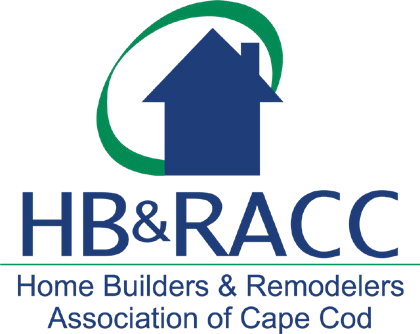 HB&RACC
Home Builders & Remodelers
Association of Cape Cod